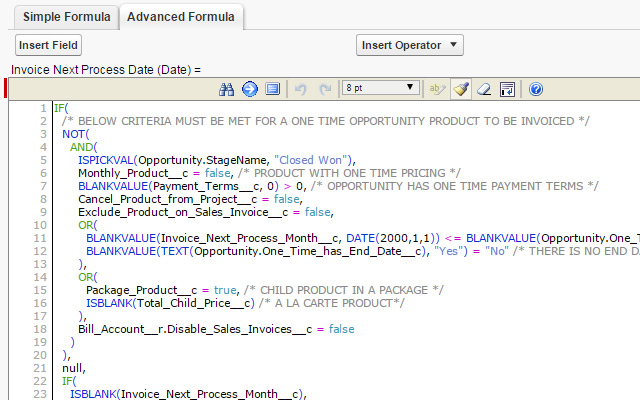 Simple Formula
Advanced Formula
Insert Field
Insert Operator
Invoice Next Process Date (Date) =
8 pt
1 IF(
2 /* BELOW CRITERIA MUST BE MET FOR A ONE TIME OPPORTUNITY PRODUCT TO BE INVOICED */
3 NOT(
4 AND(
5 ISPICKVAL(Opportunity.StageName, "Closed Won"),
6 Monthly_Product__c = false, /* PRODUCT WITH ONE TIME PRICING */
7 BLANKVALUE(Payment_Terms__c, 0) > 0, /* OPPORTUNITY HAS ONE TIME PAYMENT TERMS */
8 Cancel_Product_from_Project__c = false,
9 Exclude_Product_on_Sales_Invoice__c = false,
10 OR(
11 BLANKVALUE(Invoice_Next_Process_Month__c, DATE(2000,1,1)) <= BLANKVALUE(Opportunity.One_T
12 BLANKVALUE(TEXT(Opportunity.One_Time_has_End_Date__c), "Yes") = "No" /* THERE IS NO END D
13 ),
14 OR(
15 Package_Product__c = true, /* CHILD PRODUCT IN A PACKAGE */
16 ISBLANK(Total_Child_Price__c) /* A LA CARTE PRODUCT*/
17 ),
18 Bill_Account__r.Disable_Sales_Invoices__c = false
19 )
20 ),
21 null,
22 IF(
23 ISBLANK(Invoice_Next_Process_Month__c),